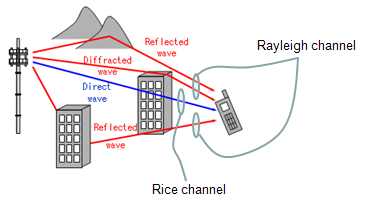 Reflected
wave
Rayleigh channel
Diffracted
wave
Direct
wave
Reflected
wave
Rice channel